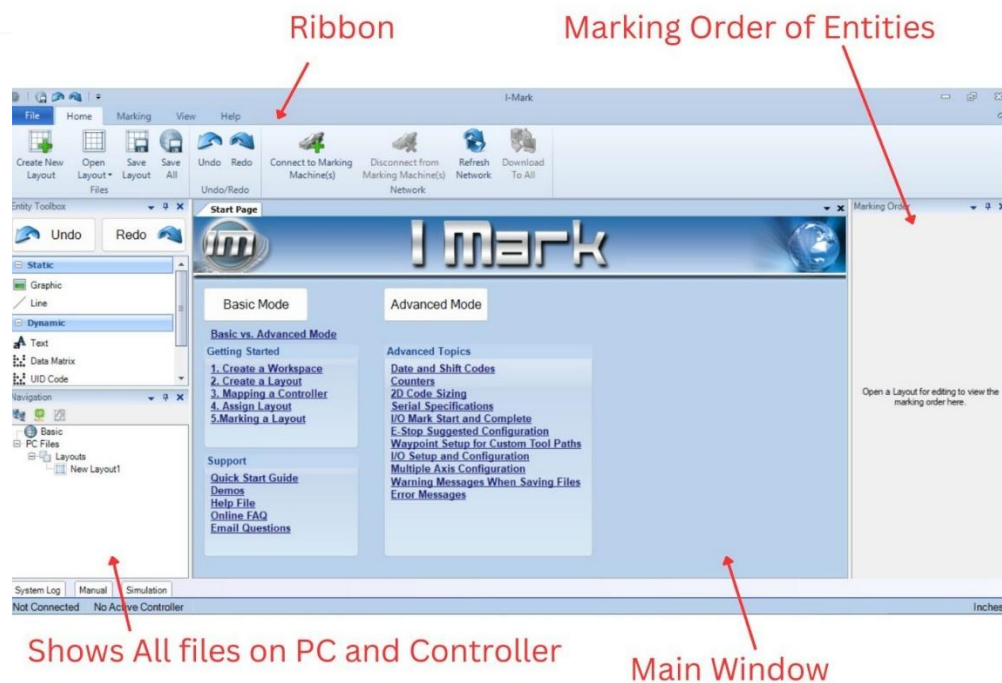 Ribbon
Marking Order of Entities
I-Mark
File Home Marking View Help
Create New Layout
Open Layout
Save Layout
Save All
Files
Undo
Redo
Undo/Redo
Connect to Marking Machine(s)
Disconnect from Marking Machine(s)
Refresh Network
Download To All
Network
Entity Toolbox
Undo
Redo
Static
Graphic
Line
Dynamic
Text
Data Matrix
UID Code
Navigation
Basic
PC Files
Layouts
New Layout1
Start Page
im
I Mark
Basic Mode
Advanced Mode
Basic vs. Advanced Mode
Getting Started
1. Create a Workspace
2. Create a Layout
3. Mapping a Controller
4. Assign Layout
5.Marking a Layout
Support
Quick Start Guide
Demos
Help File
Online FAQ
Email Questions
Advanced Topics
Date and Shift Codes
Counters
2D Code Sizing
Serial Specifications
I/O Mark Start and Complete
E-Stop Suggested Configuration
Waypoint Setup for Custom Tool Paths
I/O Setup and Configuration
Multiple Axis Configuration
Warning Messages When Saving Files
Error Messages
Marking Order
Open a Layout for editing to view the
marking order here.
System Log Manual Simulation
Not Connected No Active Controller
Inches
Shows All files on PC and Controller
Main Window